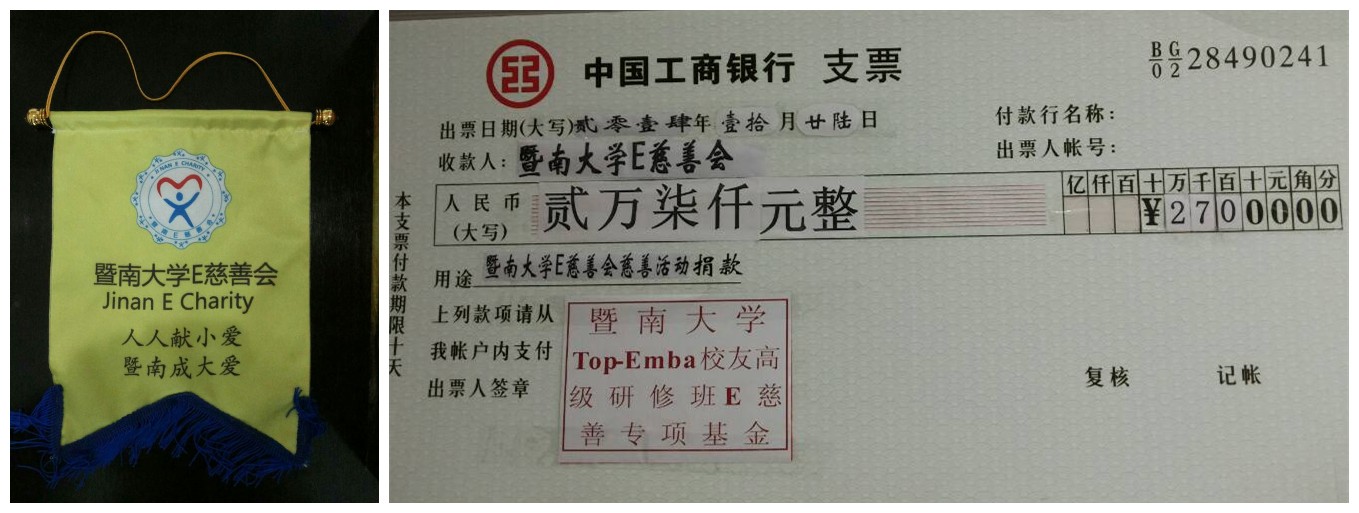 JINAN E CHARITY
暨南E慈善会
暨南大学E慈善会
Jinan E Charity
人人献小爱
暨南成大爱
中国工商银行 支票
BG 02 28490241
出票日期(大写)贰零壹肆年壹拾月廿陆日
付款行名称：
收款人：暨南大学E慈善会
出票人帐号：
人民币(大写) 贰万柒仟元整
亿仟百十万千百十元角分
¥27000000
用途 暨南大学E慈善会慈善活动捐款
上列款项请从
我帐户内支付
出票人签章
暨南大学
Top-Emba校友高
级研修班E慈
善专项基金
复核 记帐
本支票付款期限十天